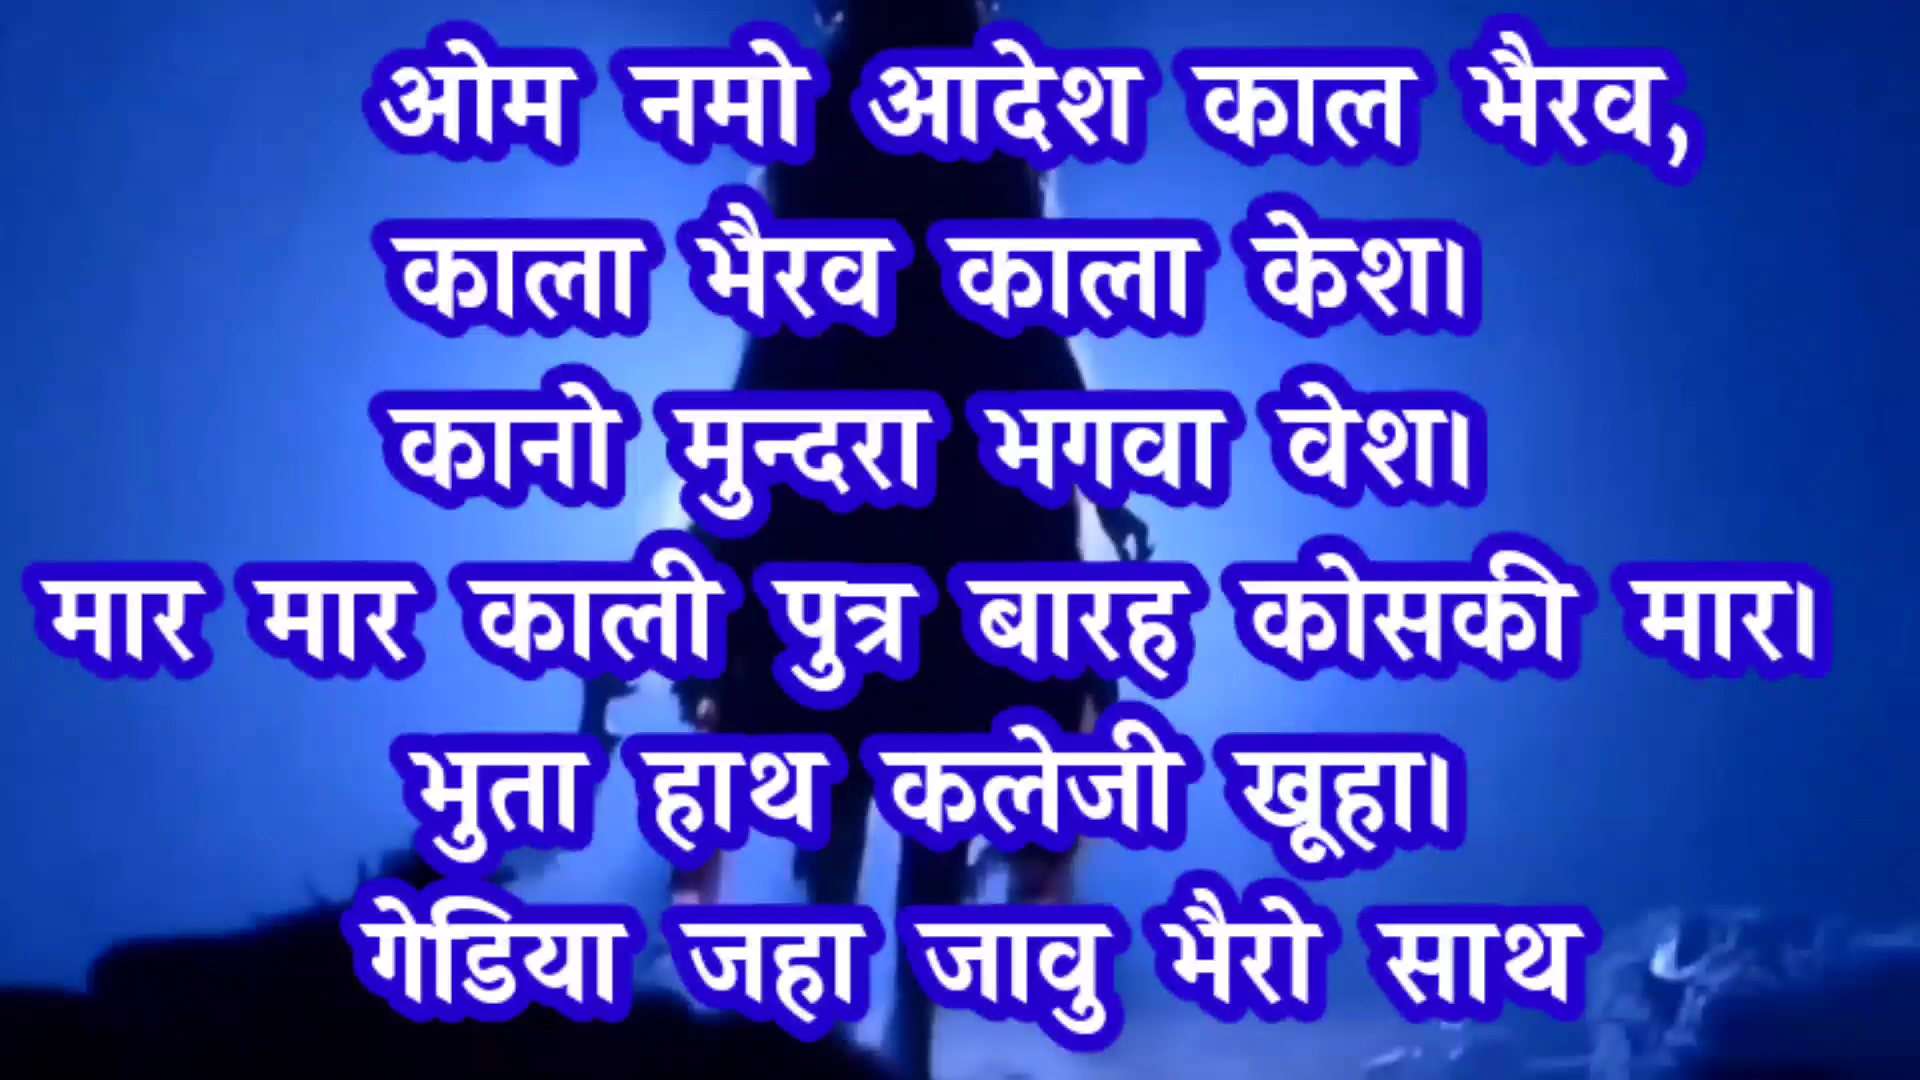 ओम नमो आदेश काल भैरव,
काला भैरव काला केश।
कानो मुन्दरा भगवा वेश।
मार मार काली पुत्र बारह कोसकी मार।
भुता हाथ कलेजी खूहा।
गेडिया जहा जावु भैरो साथ